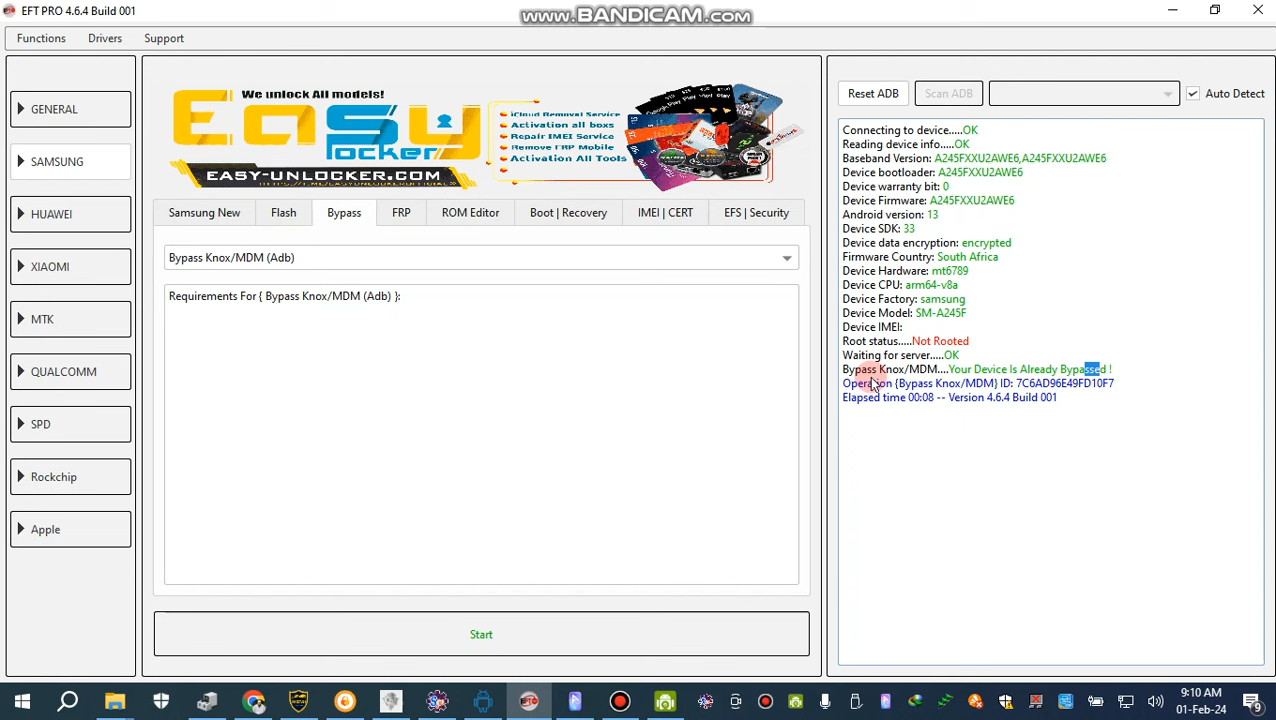 EFT PRO 4.6.4 Build 001
www.BANDICAM.com
Functions
Drivers
Support
GENERAL
SAMSUNG
HUAWEI
XIAOMI
MTK
QUALCOMM
SPD
Rockchip
Apple
We unlock All models!
Easy
locker
EASY-UNLOCKER.COM
iCloud Removal Service
Activation all boxs
Repair IMEI Service
Remove FRP Mobile
Activation All Tools
Samsung New
Flash
Bypass
FRP
ROM Editor
Boot | Recovery
IMEI | CERT
EFS | Security
Bypass Knox/MDM (Adb)
Requirements For { Bypass Knox/MDM (Adb) }:
Start
Reset ADB
Scan ADB
Auto Detect
Connecting to device.....OK
Reading device info.....OK
Baseband Version: A245FXXU2AWE6,A245FXXU2AWE6
Device bootloader: A245FXXU2AWE6
Device warranty bit: 0
Device Firmware: A245FXXU2AWE6
Android version: 13
Device SDK: 33
Device data encryption: encrypted
Firmware Country: South Africa
Device Hardware: mt6789
Device CPU: arm64-v8a
Device Factory: samsung
Device Model: SM-A245F
Device IMEI:
Root status.....Not Rooted
Waiting for server.....OK
Bypass Knox/MDM....Your Device Is Already Bypassed !
Operation {Bypass Knox/MDM} ID: 7C6AD96E49FD10F7
Elapsed time 00:08 -- Version 4.6.4 Build 001
9:10 AM
01-Feb-24